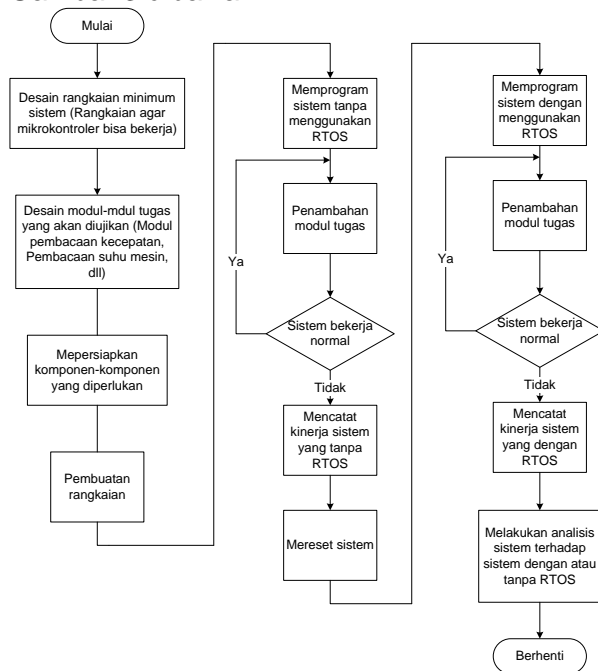 Mulai
Desain rangkaian minimum
sistem (Rangkaian agar
mikrokontroler bisa bekerja)
Desain modul-mdul tugas
yang akan diujikan (Modul
pembacaan kecepatan,
Pembacaan suhu mesin,
dll)
Mepersiapkan
komponen-komponen
yang diperlukan
Pembuatan
rangkaian
Memprogram
sistem tanpa
menggunakan
RTOS
Penambahan
modul tugas
Ya
Sistem bekerja
normal
Tidak
Mencatat
kinerja sistem
yang tanpa
RTOS
Mereset sistem
Memprogram
sistem dengan
menggunakan
RTOS
Penambahan
modul tugas
Ya
Sistem bekerja
normal
Tidak
Mencatat
kinerja sistem
yang dengan
RTOS
Melakukan analisis
sistem terhadap
sistem dengan atau
tanpa RTOS
Berhenti